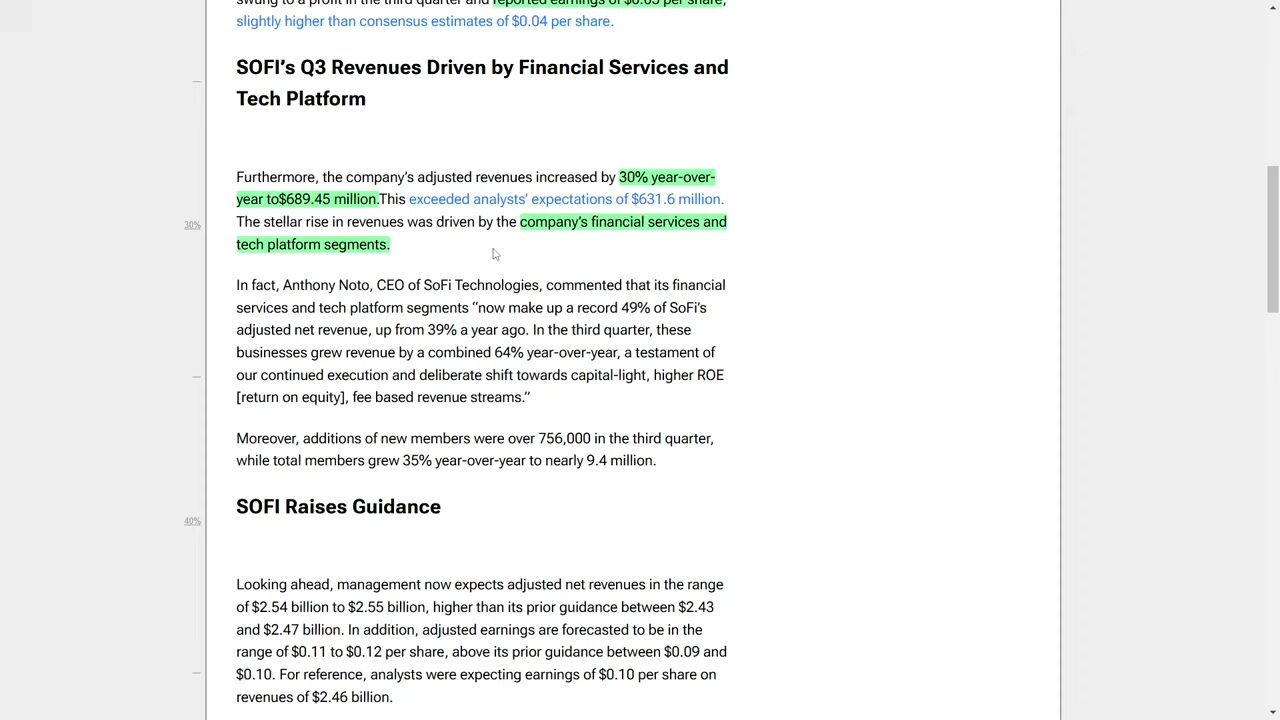 swung to a profit in the third quarter and reported earnings of $0.05 per share,
slightly higher than consensus estimates of $0.04 per share.
SOFI’s Q3 Revenues Driven by Financial Services and
Tech Platform
Furthermore, the company’s adjusted revenues increased by 30% year-over-
year to$689.45 million.This exceeded analysts’ expectations of $631.6 million.
30%
The stellar rise in revenues was driven by the company’s financial services and
tech platform segments.
In fact, Anthony Noto, CEO of SoFi Technologies, commented that its financial
services and tech platform segments “now make up a record 49% of SoFi’s
adjusted net revenue, up from 39% a year ago. In the third quarter, these
businesses grew revenue by a combined 64% year-over-year, a testament of
our continued execution and deliberate shift towards capital-light, higher ROE
[return on equity], fee based revenue streams.”
Moreover, additions of new members were over 756,000 in the third quarter,
while total members grew 35% year-over-year to nearly 9.4 million.
SOFI Raises Guidance
40%
Looking ahead, management now expects adjusted net revenues in the range
of $2.54 billion to $2.55 billion, higher than its prior guidance between $2.43
and $2.47 billion. In addition, adjusted earnings are forecasted to be in the
range of $0.11 to $0.12 per share, above its prior guidance between $0.09 and
$0.10. For reference, analysts were expecting earnings of $0.10 per share on
revenues of $2.46 billion.